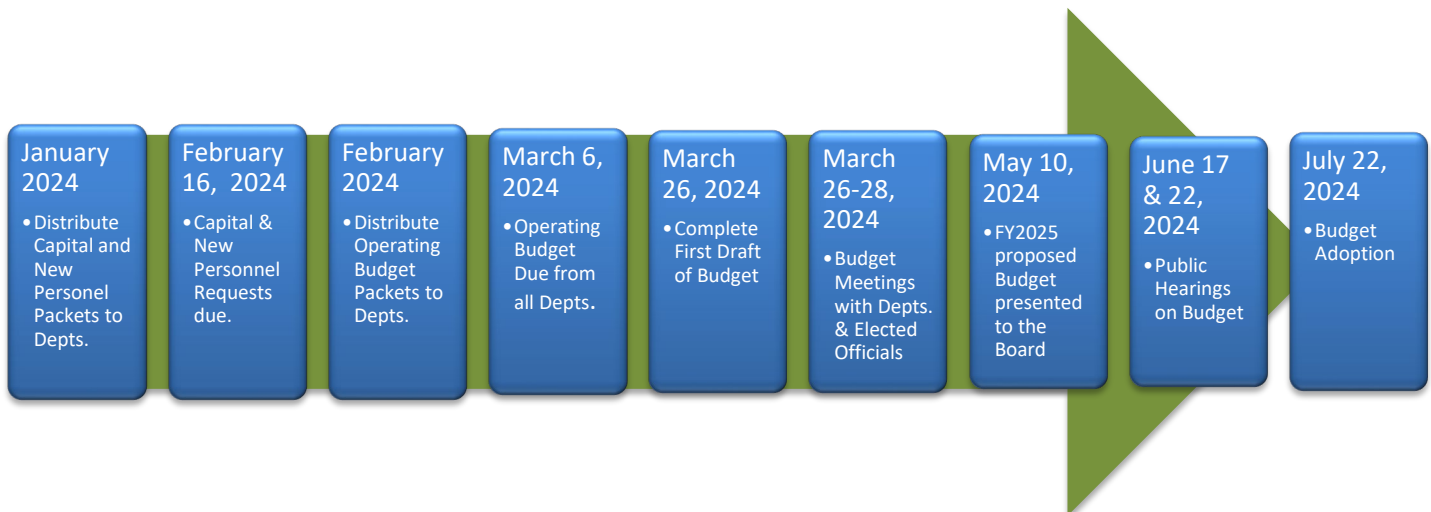 January
2024
•Distribute
Capital and
New
Personel
Packets to
Depts.
February
16, 2024
•Capital &
New
Personnel
Requests
due.
February
2024
•Distribute
Operating
Budget
Packets to
Depts.
March 6,
2024
•Operating
Budget
Due from
all Depts.
March
26, 2024
•Complete
First Draft
of Budget
March
26-28,
2024
•Budget
Meetings
with Depts.
& Elected
Officials
May 10,
2024
•FY2025
proposed
Budget
presented
to the
Board
June 17
& 22,
2024
•Public
Hearings
on Budget
July 22,
2024
•Budget
Adoption